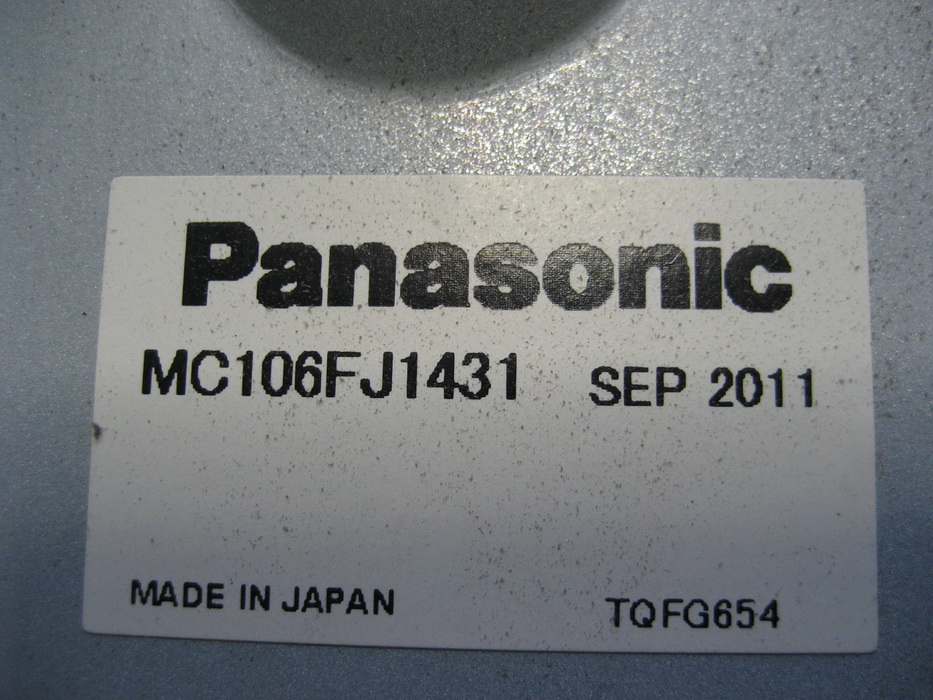 Panasonic
MC106FJ1431 SEP 2011
MADE IN JAPAN TQFG654